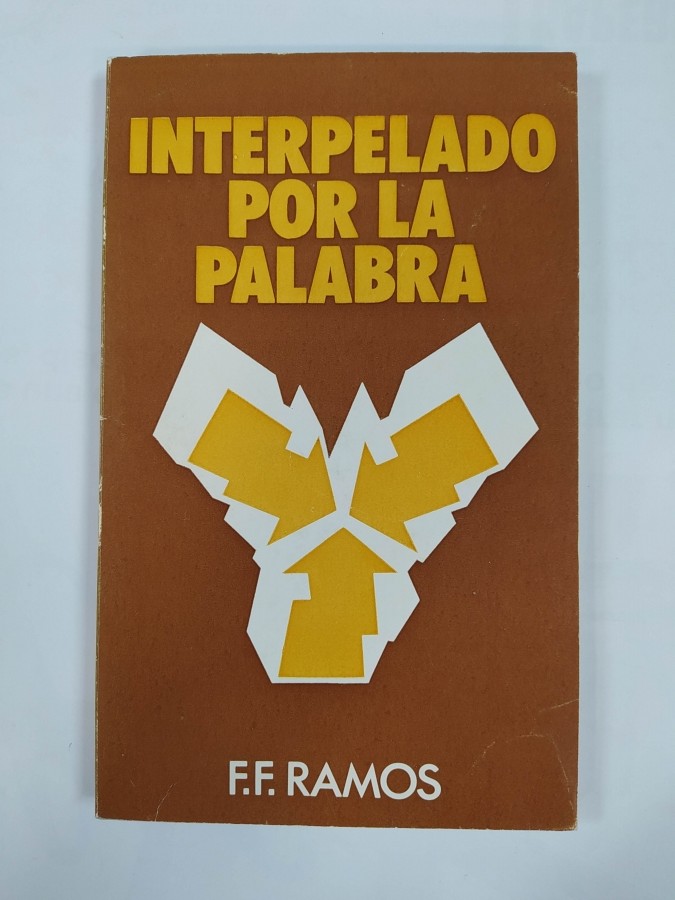 INTERPELADO
POR LA
PALABRA
F.F. RAMOS